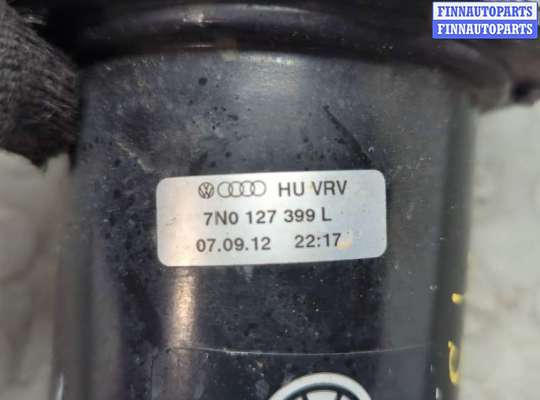 FINNAUTOPARTS
FINNAUTOPARTS
HU VRV
7N0 127 399 L
07.09.12 22:17